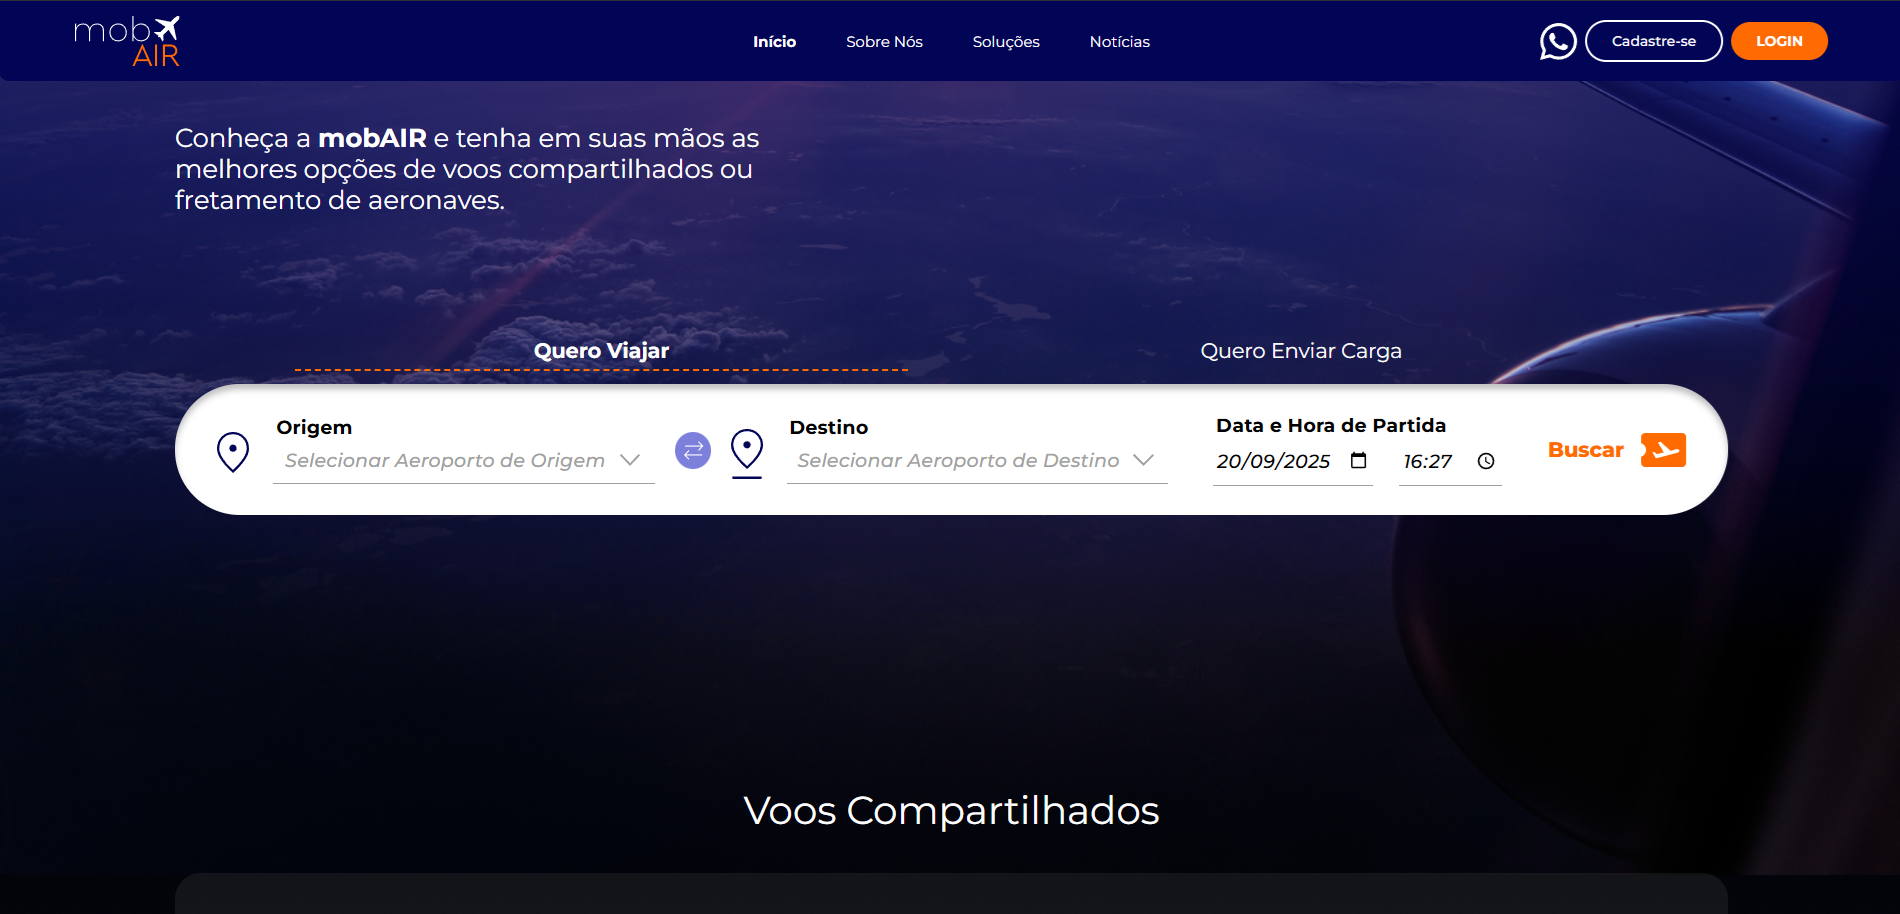 mob
AIR
Início Sobre Nós Soluções Notícias
Cadastre-se LOGIN
Conheça a mobAIR e tenha em suas mãos as
melhores opções de voos compartilhados ou
fretamento de aeronaves.
Quero Viajar Quero Enviar Carga
Origem
Selecionar Aeroporto de Origem
Destino
Selecionar Aeroporto de Destino
Data e Hora de Partida
20/09/2025 16:27
Buscar
Voos Compartilhados